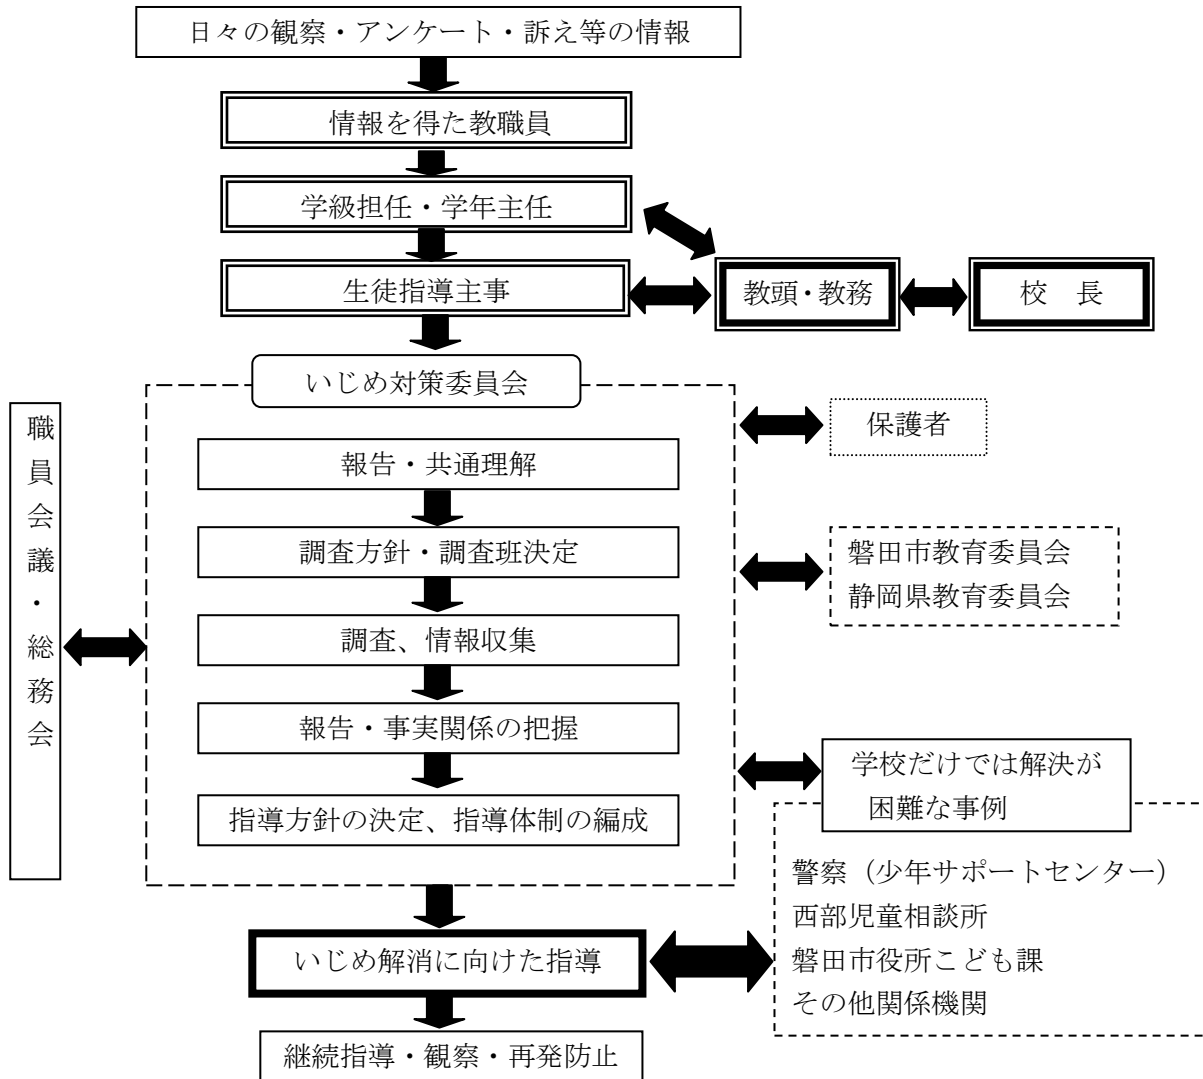 日々の観察・アンケート・訴え等の情報
情報を得た教職員
学級担任・学年主任
生徒指導主事
教頭・教務
校　長
いじめ対策委員会
職員会議・総務会
報告・共通理解
調査方針・調査班決定
調査、情報収集
報告・事実関係の把握
指導方針の決定、指導体制の編成
保護者
磐田市教育委員会
静岡県教育委員会
学校だけでは解決が
困難な事例
警察（少年サポートセンター）
西部児童相談所
磐田市役所こども課
その他関係機関
いじめ解消に向けた指導
継続指導・観察・再発防止